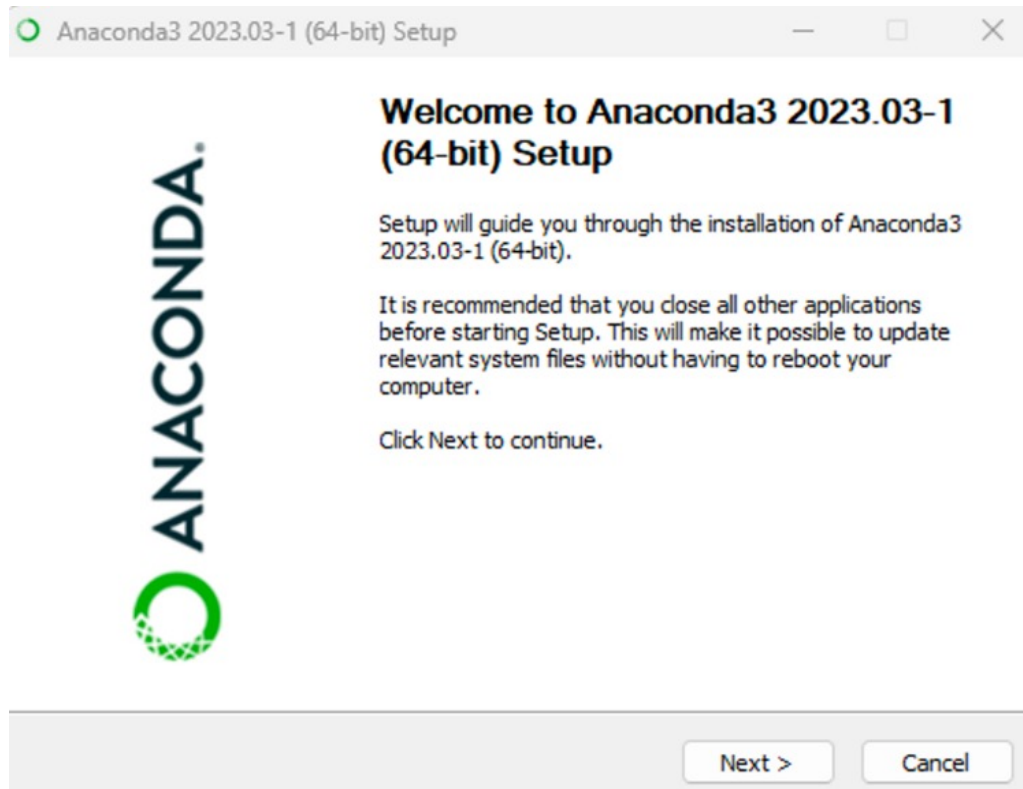 Anaconda3 2023.03-1 (64-bit) Setup
Welcome to Anaconda3 2023.03-1
(64-bit) Setup
ANACONDA.
Setup will guide you through the installation of Anaconda3
2023.03-1 (64-bit).
It is recommended that you close all other applications
before starting Setup. This will make it possible to update
relevant system files without having to reboot your
computer.
Click Next to continue.
Next >
Cancel